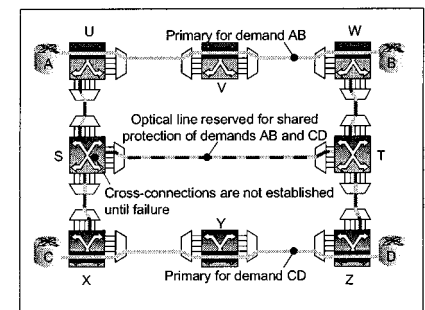 U
Primary for demand AB
W
A
V
B
Optical line reserved for shared
protection of demands AB and CD
S
T
Cross-connections are not established
until failure
Y
C
D
X
Primary for demand CD
Z